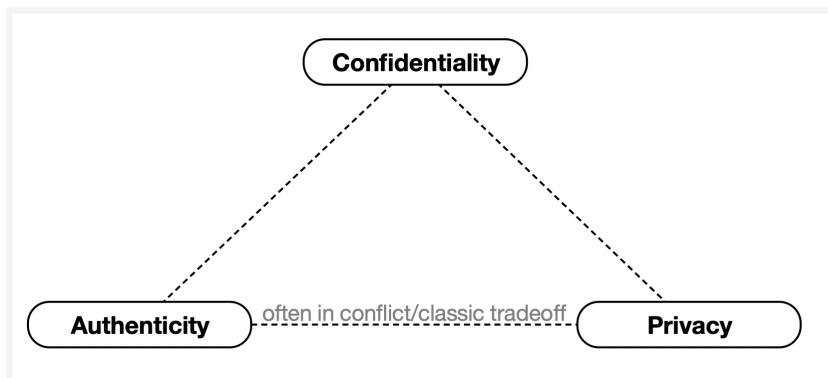 Confidentiality
often in conflict/classic tradeoff
Authenticity
Privacy